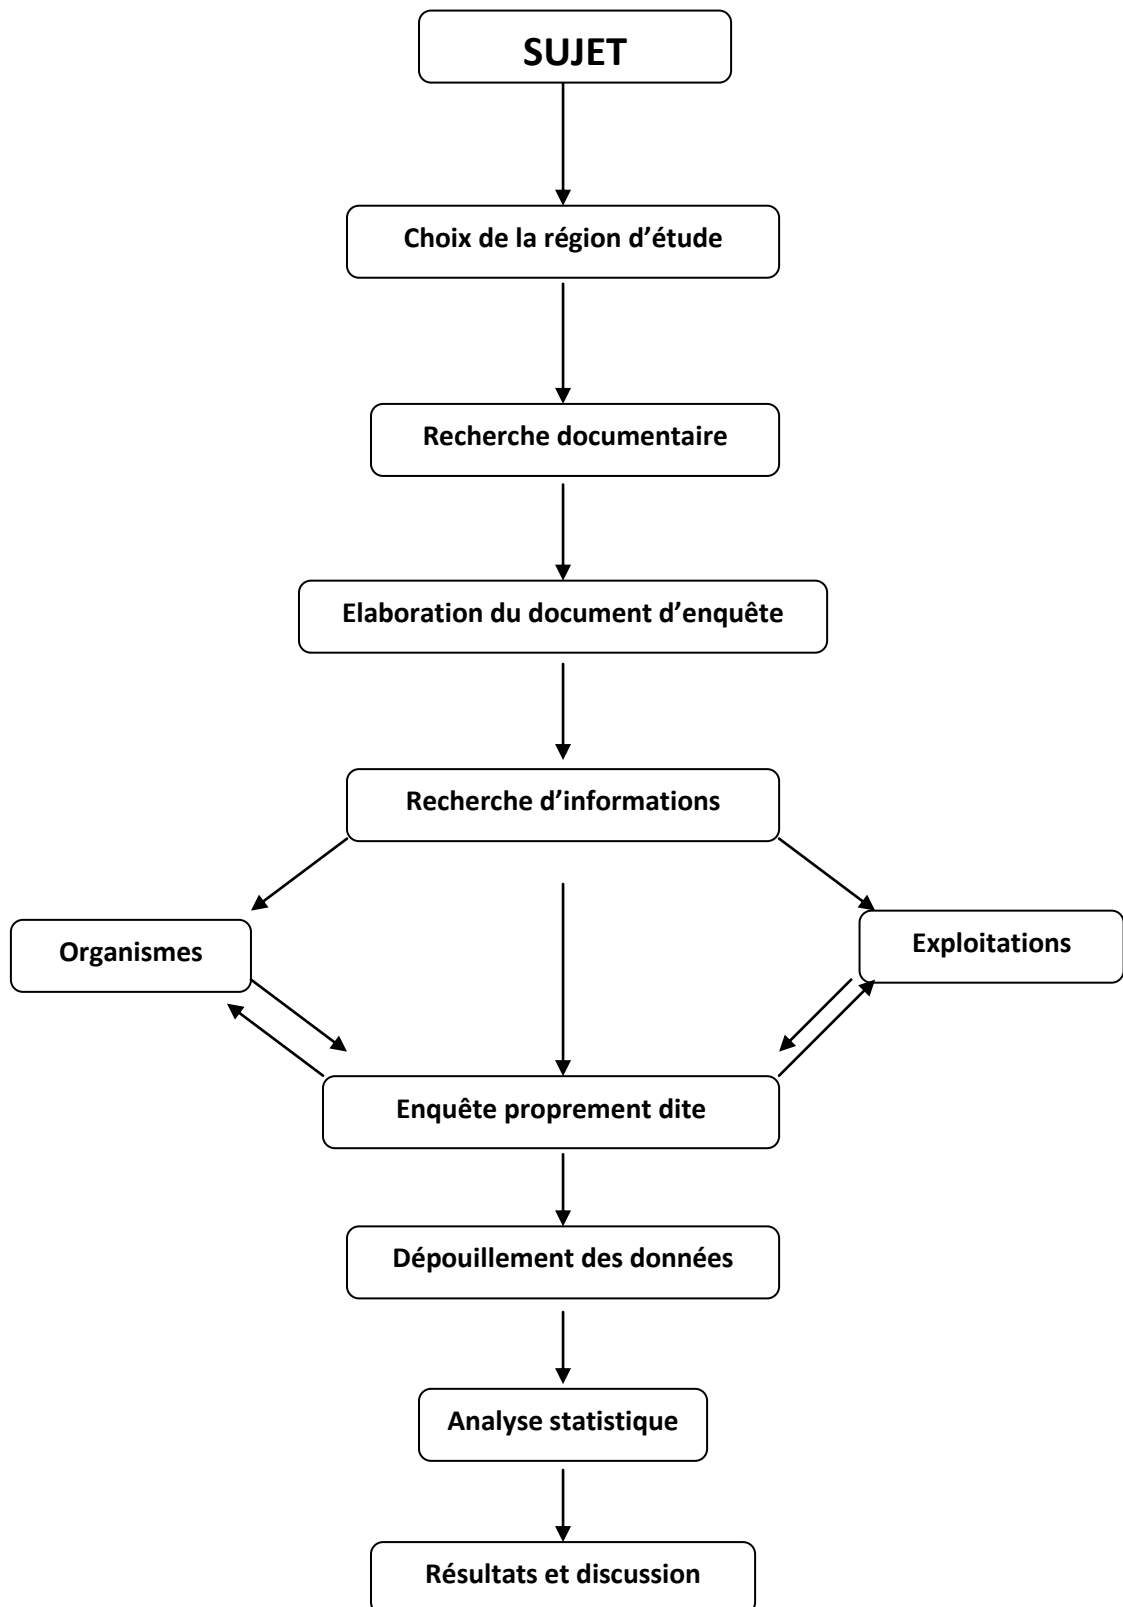 SUJET
Choix de la région d’étude
Recherche documentaire
Elaboration du document d’enquête
Recherche d’informations
Organismes
Exploitations
Enquête proprement dite
Dépouillement des données
Analyse statistique
Résultats et discussion